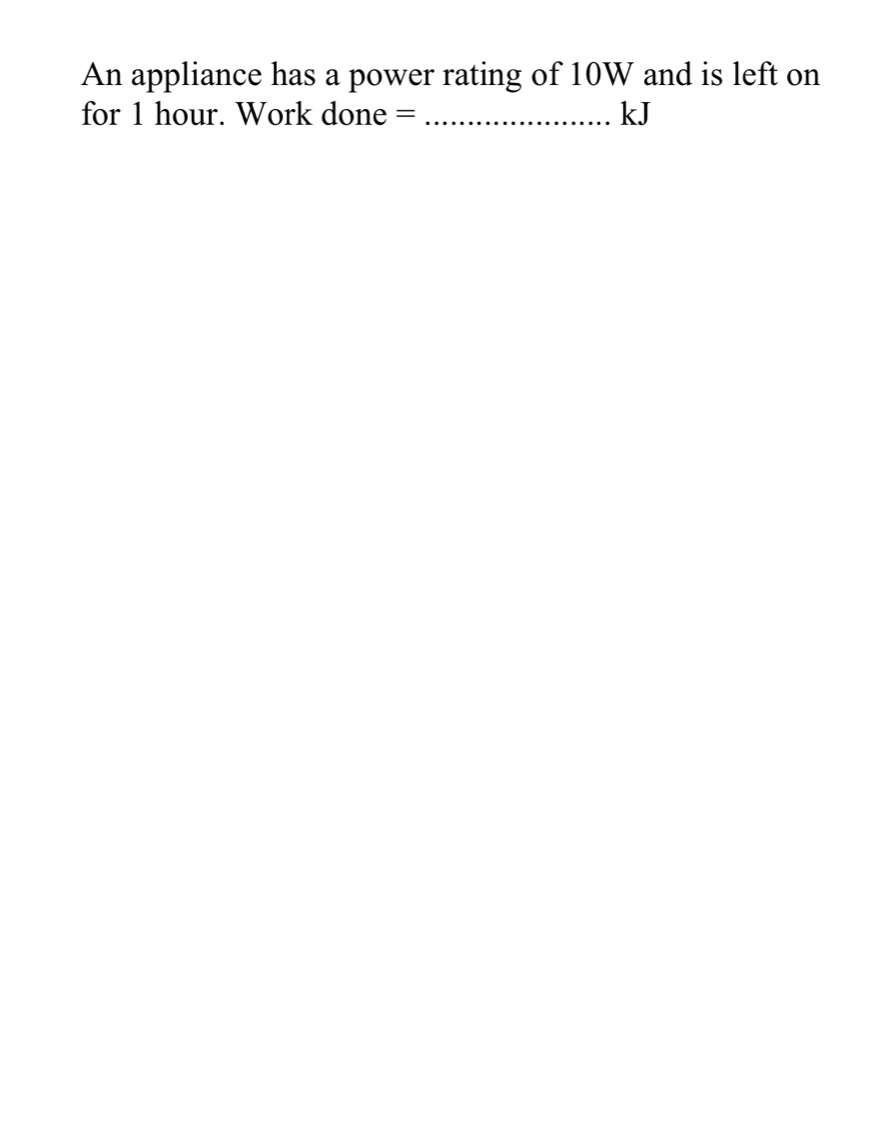 An appliance has a power rating of 10W and is left on
for 1 hour. Work done = ...................... kJ